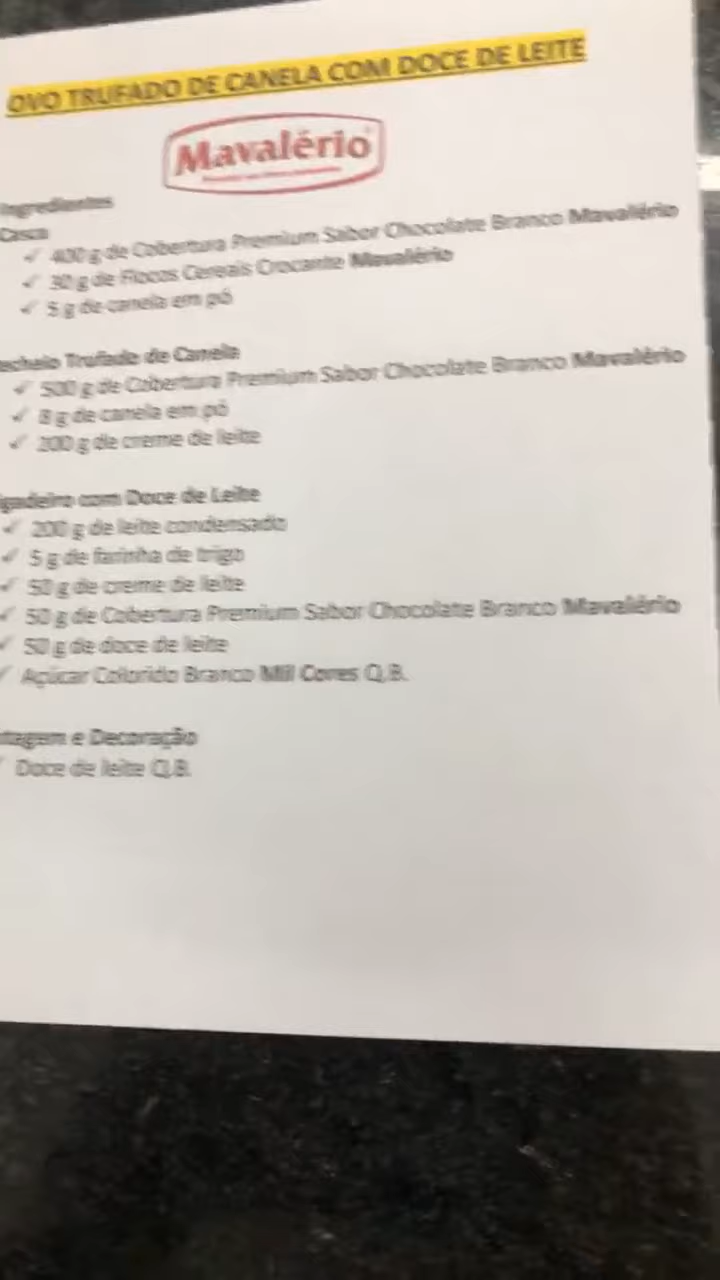 OVO TRUFADO DE CANELA COM DOCE DE LEITE
Mavalério
Ingredientes
Casca
✓ 400 g de Cobertura Premium Sabor Chocolate Branco Mavalério
✓ 30 g de Flocos Cereais Crocante Mavalério
✓ 5 g de canela em pó
echeio Trufado de Canela
✓ 500 g de Cobertura Premium Sabor Chocolate Branco Mavalério
✓ 8 g de canela em pó
✓ 200 g de creme de leite
igadeiro com Doce de Leite
✓ 200 g de leite condensado
✓ 5 g de farinha de trigo
✓ 50 g de creme de leite
✓ 50 g de Cobertura Premium Sabor Chocolate Branco Mavalério
✓ 50 g de doce de leite
✓ Açúcar Colorido Branco Mil Cores Q.B.
tagem e Decoração
✓ Doce de leite Q.B.